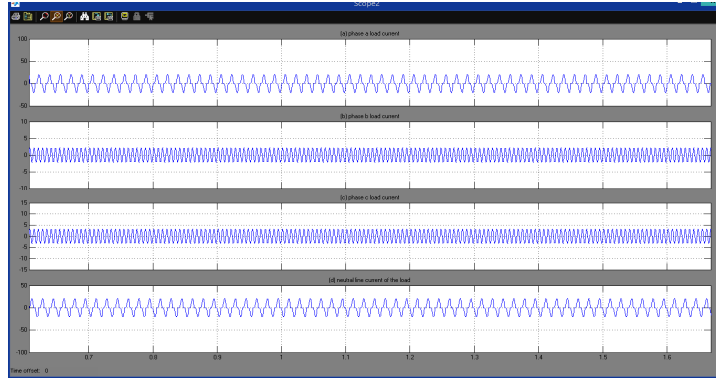 Scope2
(a) phase a load current
100
50
0
-50
(b) phase b load current
10
5
0
-5
-10
(c) phase c load current
15
10
5
0
-5
-10
-15
(d) neutral line current of the load
50
0
-50
-100
0.7 0.8 0.9 1 1.1 1.2 1.3 1.4 1.5 1.6
Time offset: 0